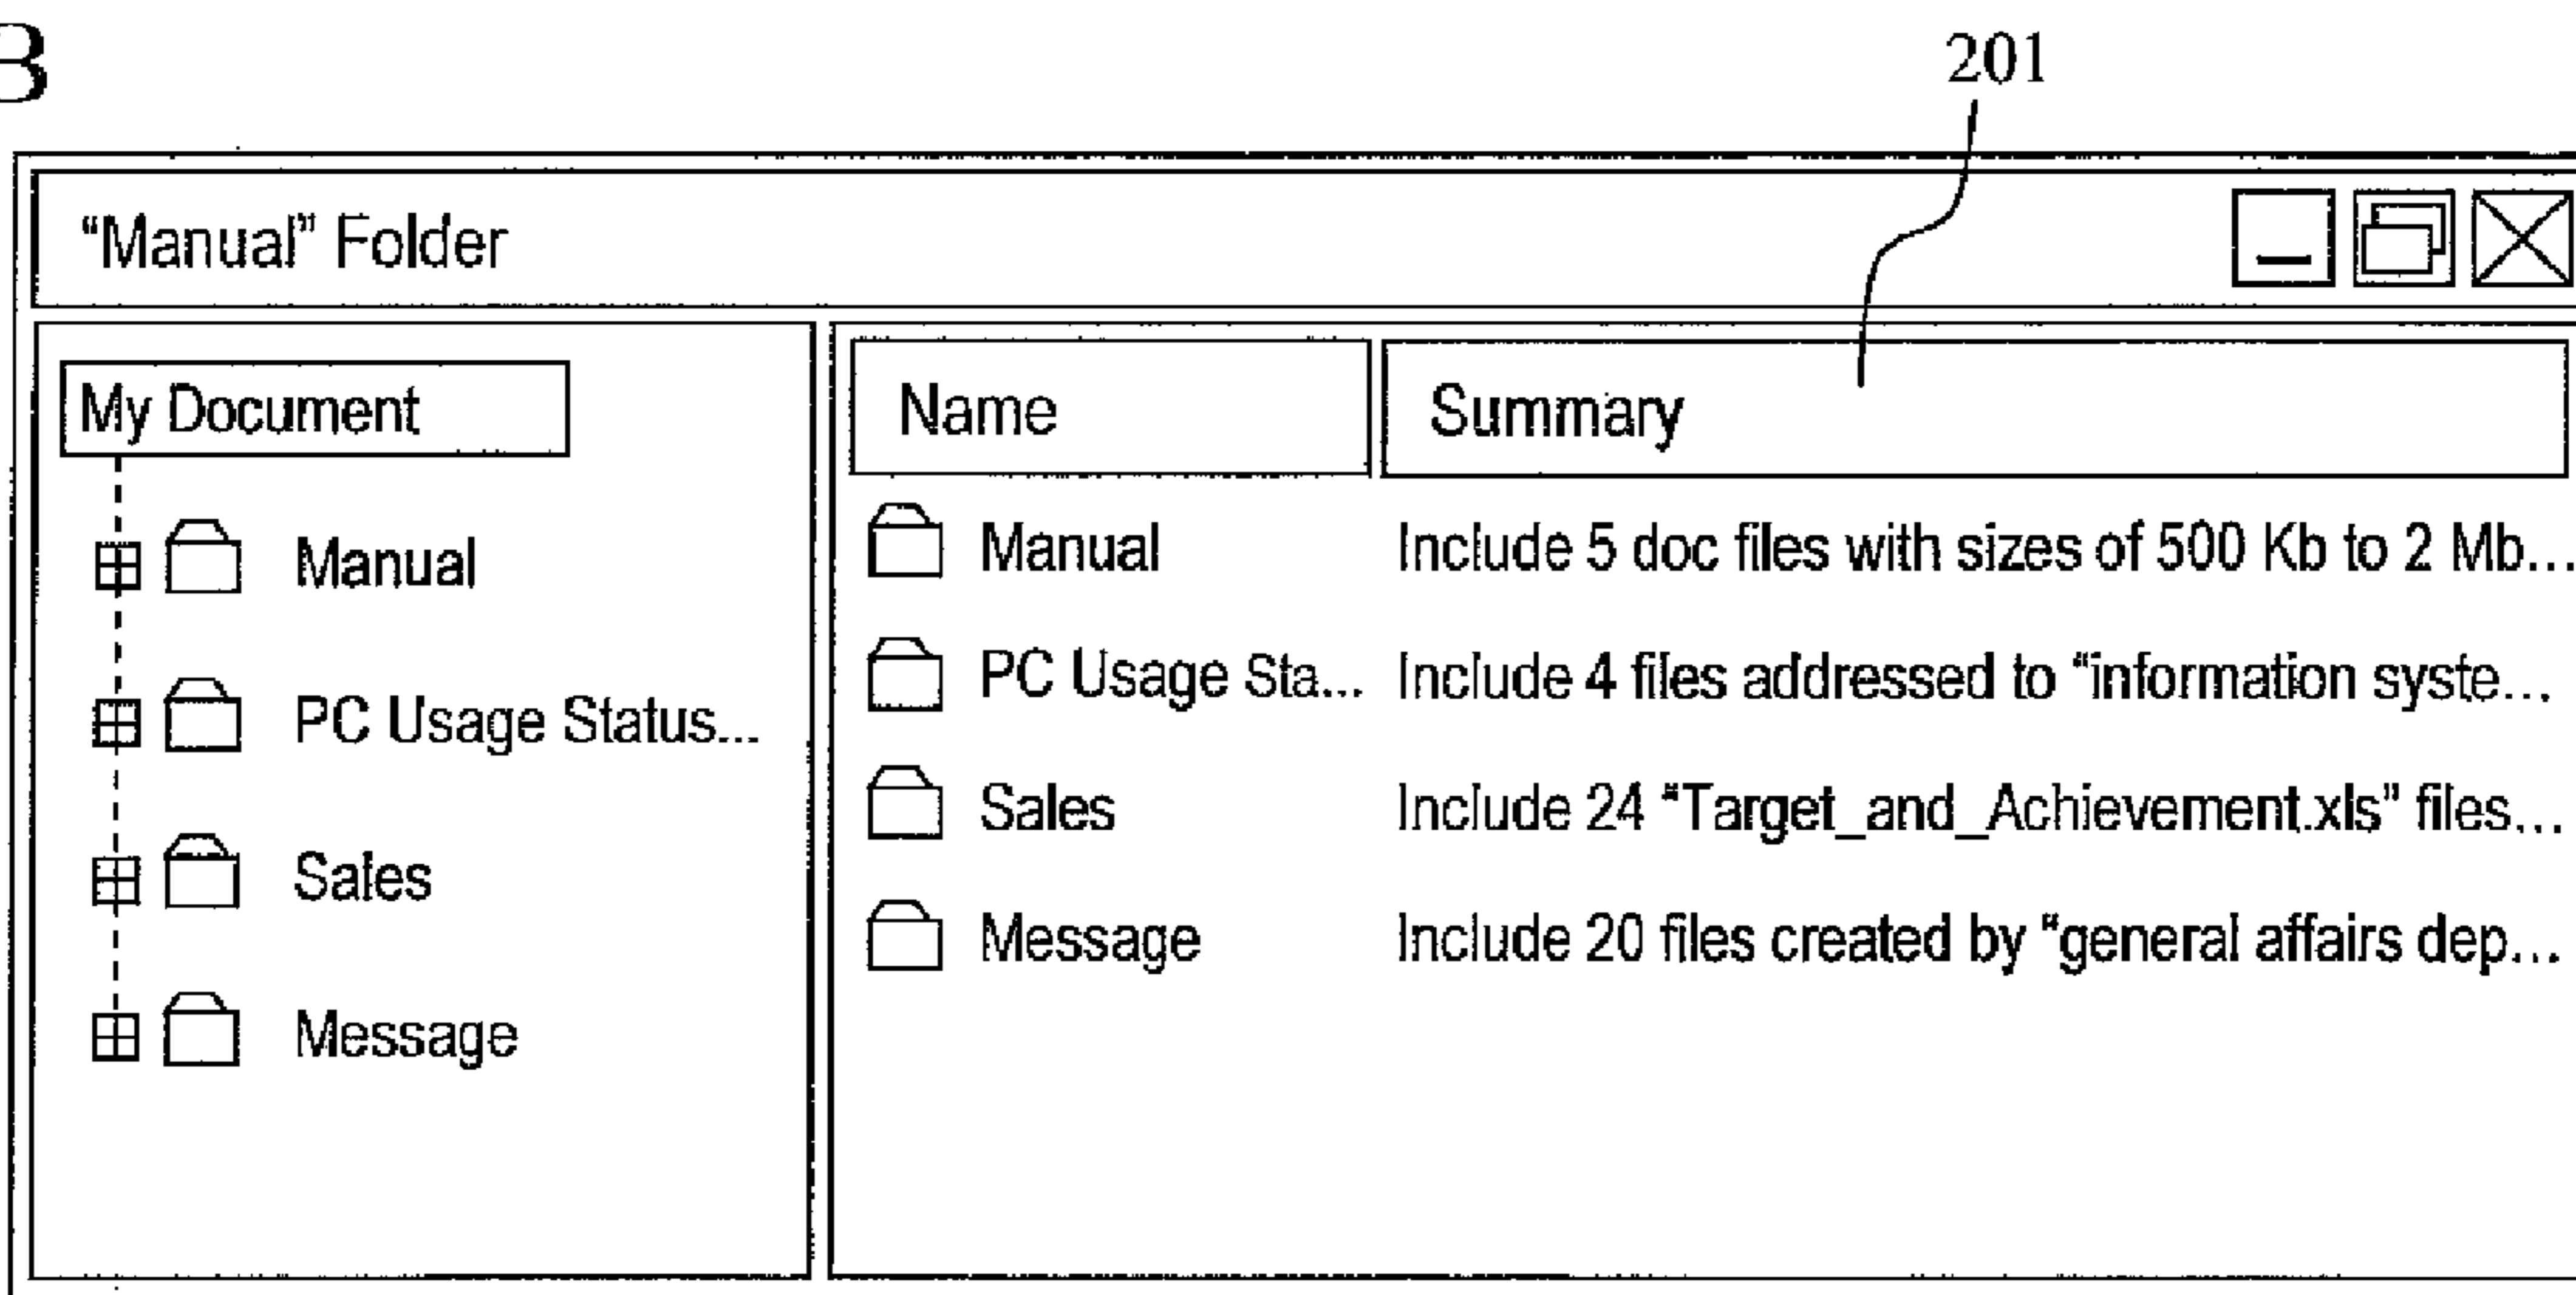 B
201
“Manual” Folder
My Document
Manual
PC Usage Status...
Sales
Message
Name Summary
Manual Include 5 doc files with sizes of 500 Kb to 2 Mb...
PC Usage Sta... Include 4 files addressed to “information syste...
Sales Include 24 “Target_and_Achievement.xls” files...
Message Include 20 files created by “general affairs dep...